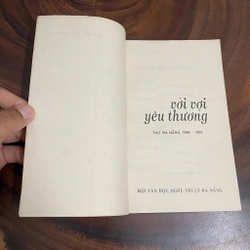 vời vợi
yêu thương
THƠ ĐÀ NẴNG 1986 - 1991
HỘI VĂN HỌC NGHỆ THUẬT ĐÀ NẴNG